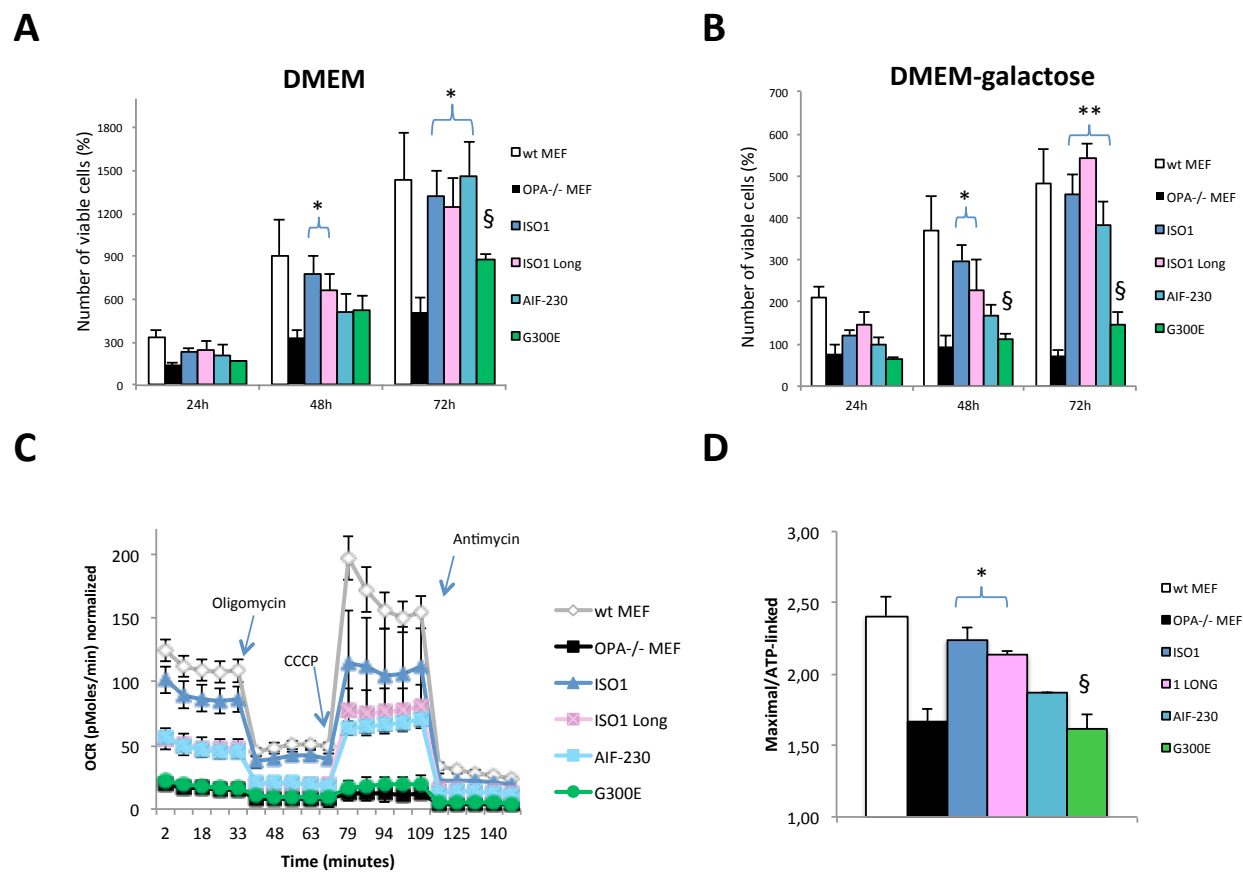 A
DMEM
Number of viable cells (%)
1800
1500
1200
900
600
300
0
24h
48h
72h
*
*
§
wt MEF
OPA-/- MEF
ISO1
ISO1 Long
AIF-230
G300E
B
DMEM-galactose
Number of viable cells (%)
700
600
500
400
300
200
100
0
24h
48h
72h
*
§
**
§
wt MEF
OPA-/- MEF
ISO1
ISO1 Long
AIF-230
G300E
C
OCR (pMoles/min) normalized
200
150
100
50
0
2 18 33 48 63 79 94 109 125 140
Time (minutes)
Oligomycin
CCCP
Antimycin
wt MEF
OPA-/- MEF
ISO1
ISO1 Long
AIF-230
G300E
D
Maximal/ATP-linked
3,00
2,50
2,00
1,50
1,00
*
§
wt MEF
OPA-/- MEF
ISO1
1 LONG
AIF-230
G300E